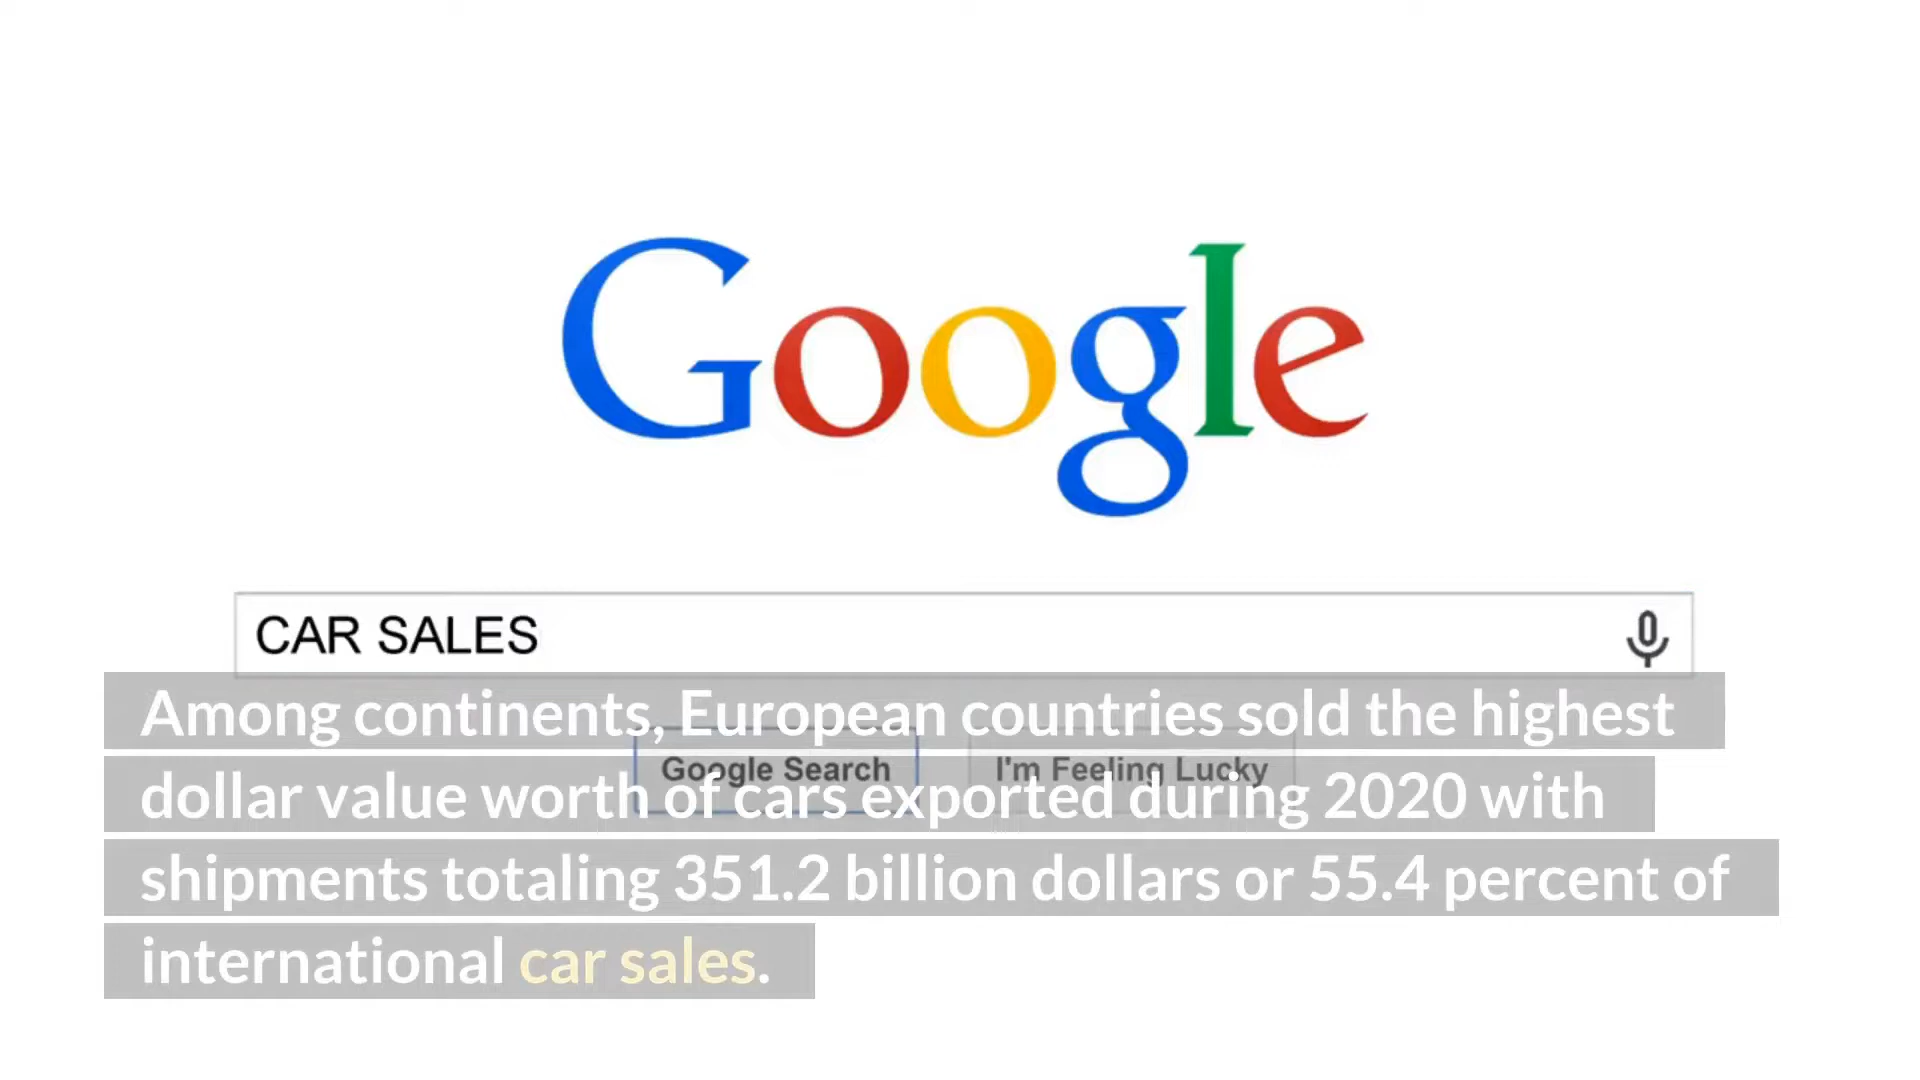 Google
CAR SALES
Among continents, European countries sold the highest
Google Search I'm Feeling Lucky
dollar value worth of cars exported during 2020 with
shipments totaling 351.2 billion dollars or 55.4 percent of
international car sales.